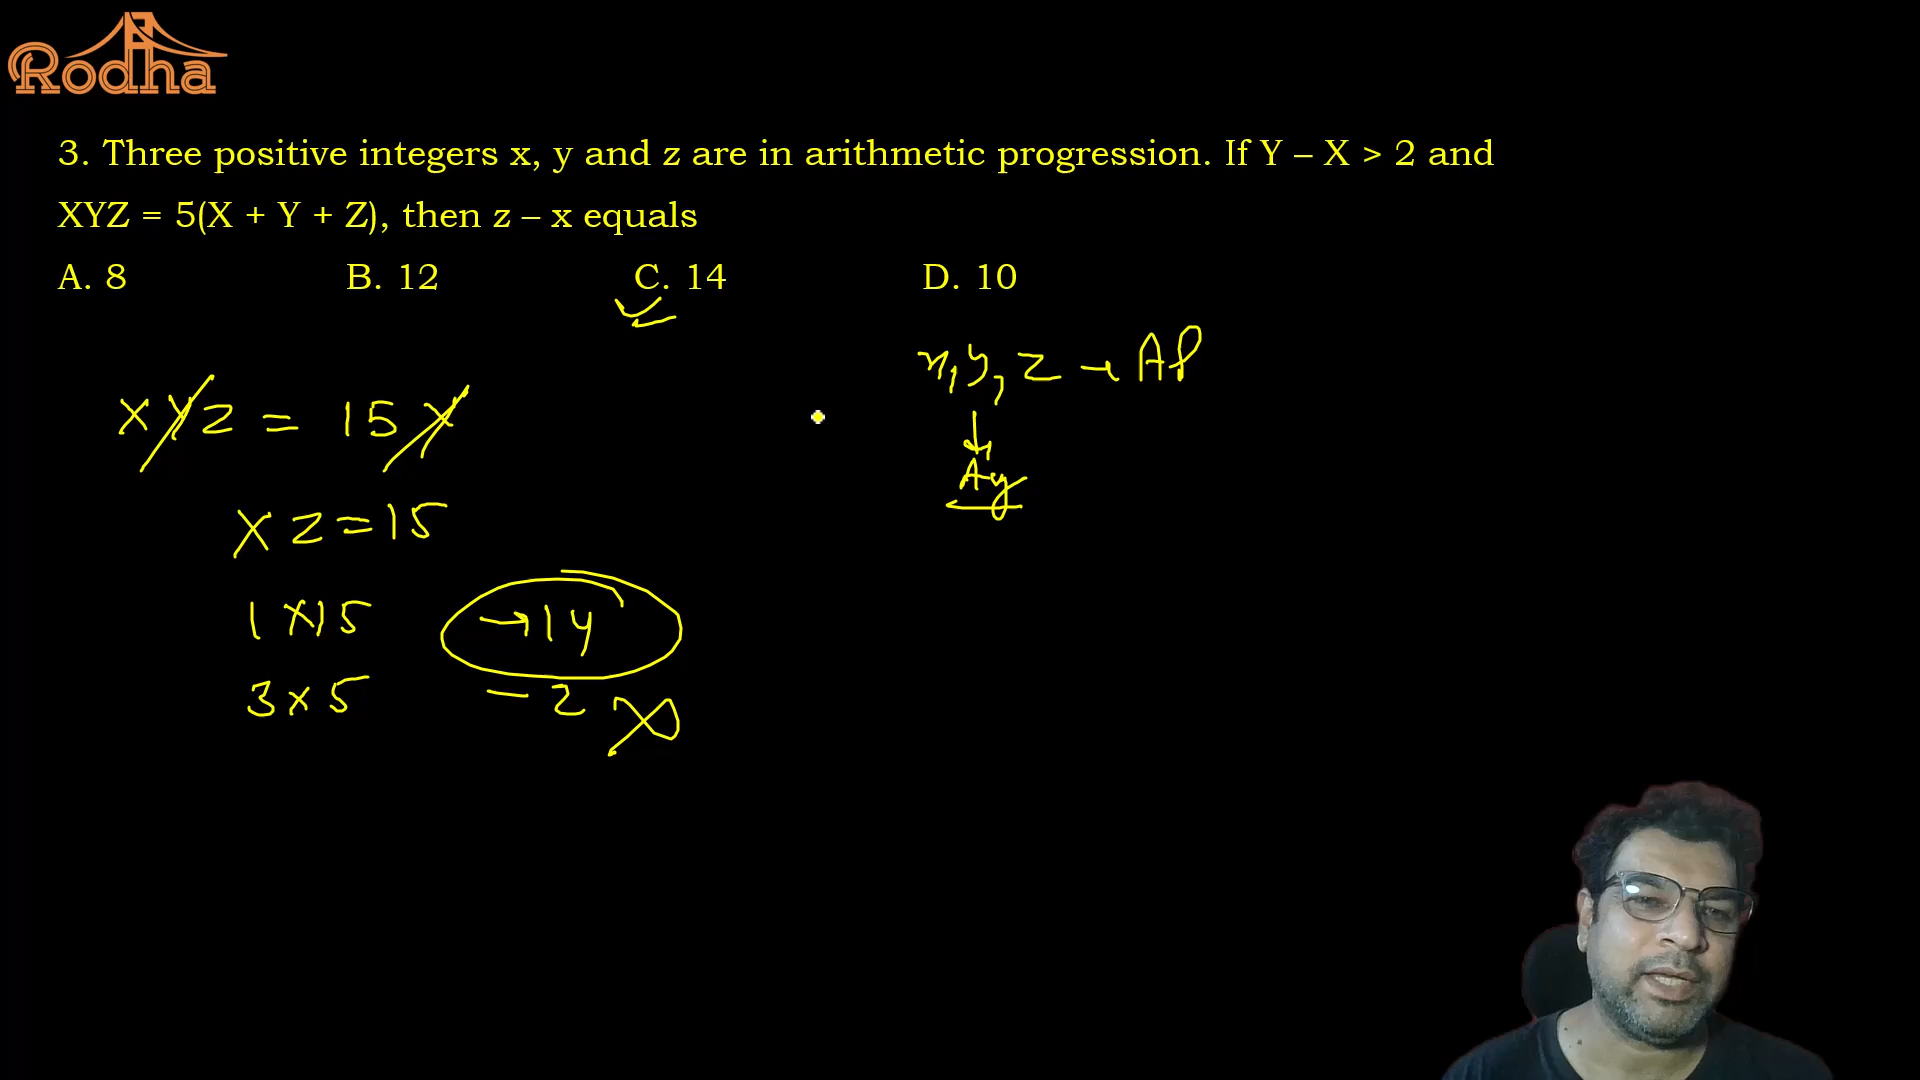 Rodha
3. Three positive integers x, y and z are in arithmetic progression. If Y – X > 2 and
XYZ = 5(X + Y + Z), then z – x equals
A. 8 B. 12 C. 14 D. 10
x, y, z → AP
XYZ = 15Y
Ay
XZ = 15
1 × 15 → 14
3 × 5 – 2